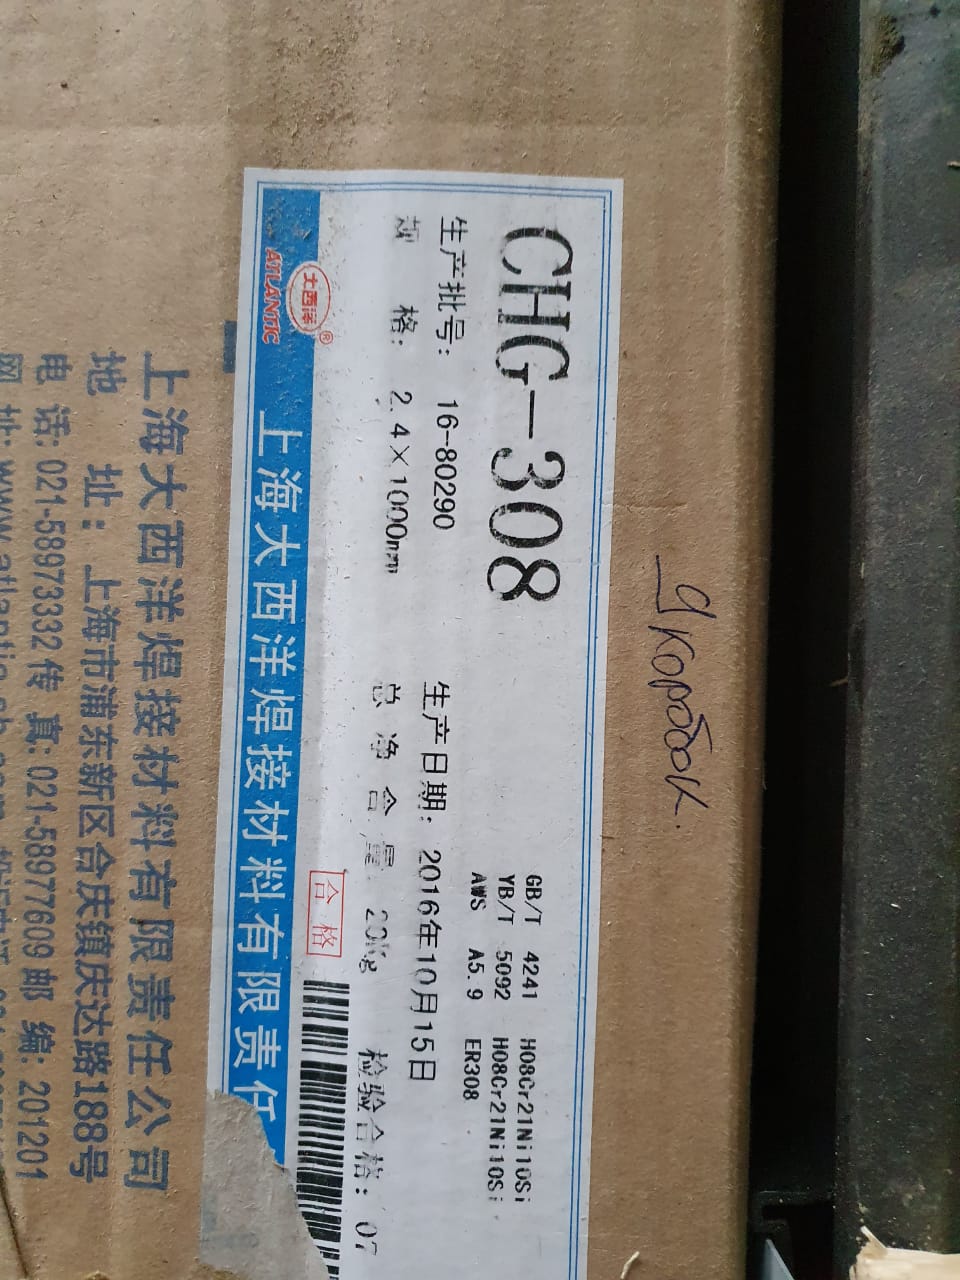 9 коробок.
CHG-308
GB/T 4241 H08Cr21Ni10Si
YB/T 5092 H08Cr21Ni10Si
AWS A5.9 ER308
生产批号: 16-80290 生产日期: 2016年10月15日
规 格: 2.4×1000mm 总净含量 20Kg 检验合格: 07
合格
大西洋®
ATLANTIC
上海大西洋焊接材料有限责任
上海大西洋焊接材料有限责任公司
地 址: 上海市浦东新区合庆镇庆达路188号
电 话: 021-58973332 传 真: 021-58977609 邮 编: 201201
网 址: